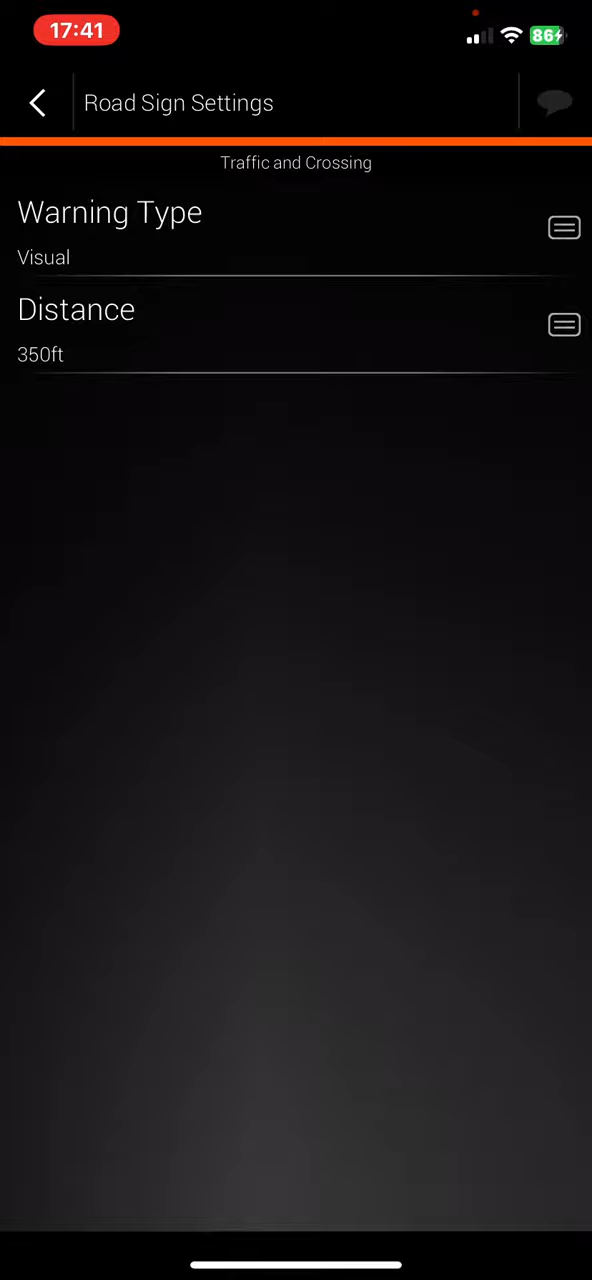 17:41
86
Road Sign Settings
Traffic and Crossing
Warning Type
Visual
Distance
350ft